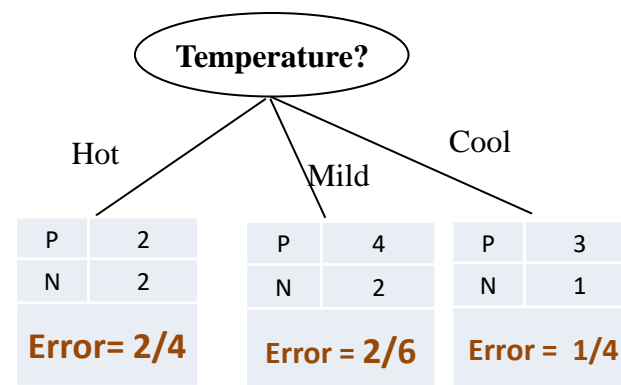 Temperature?
Hot
Mild
Cool
P 2
N 2
Error= 2/4
P 4
N 2
Error = 2/6
P 3
N 1
Error = 1/4